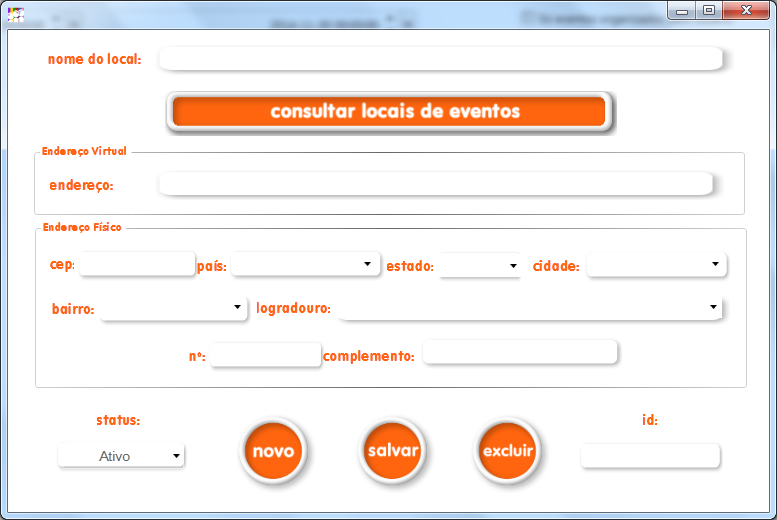 nome do local:
consultar locais de eventos
Endereço Virtual
endereço:
Endereço Físico
cep: país: estado: cidade:
bairro: logradouro:
nº: complemento:
status: id:
Ativo novo salvar excluir